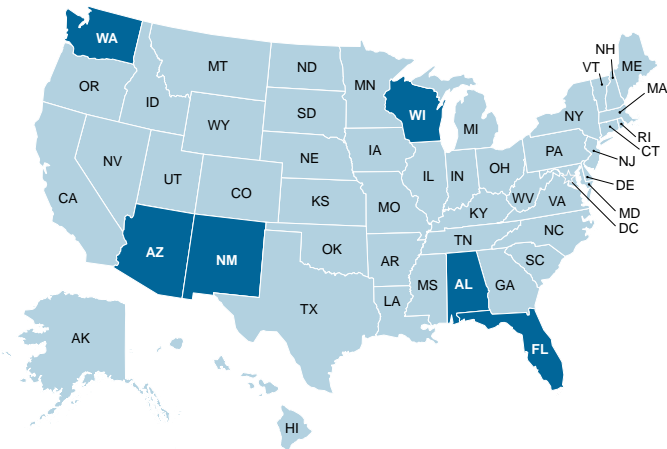 WA
MT
ND
MN
NH
VT
ME
OR
ID
SD
WI
MA
WY
MI
NY
RI
CT
NE
IA
PA
NJ
NV
UT
CO
IL
IN
OH
DE
CA
KS
MO
KY
WV
VA
MD
DC
AZ
NM
OK
AR
TN
NC
SC
TX
LA
MS
AL
GA
AK
FL
HI